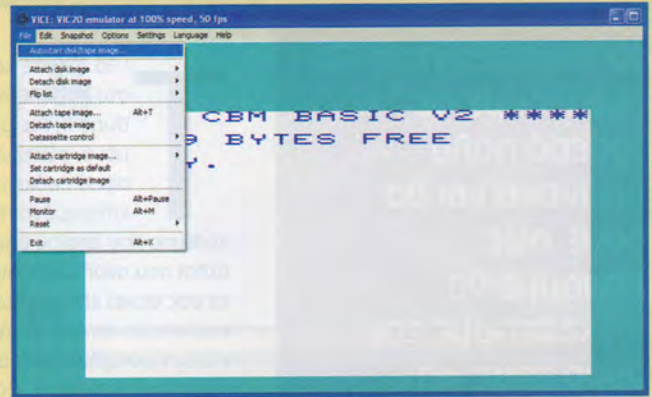 VICE: VIC20 emulator at 100% speed, 50 fps
File Edit Snapshot Options Settings Language Help
Autostart disk/tape image...
Attach disk image
Detach disk image
Flip list
Attach tape image... Alt+T
Detach tape image
Datassette control
Attach cartridge image...
Set cartridge as default
Detach cartridge image
Pause Alt+Pause
Monitor Alt+M
Reset
Exit Alt+X
CBM BASIC V2 ****
9 BYTES FREE
Y.